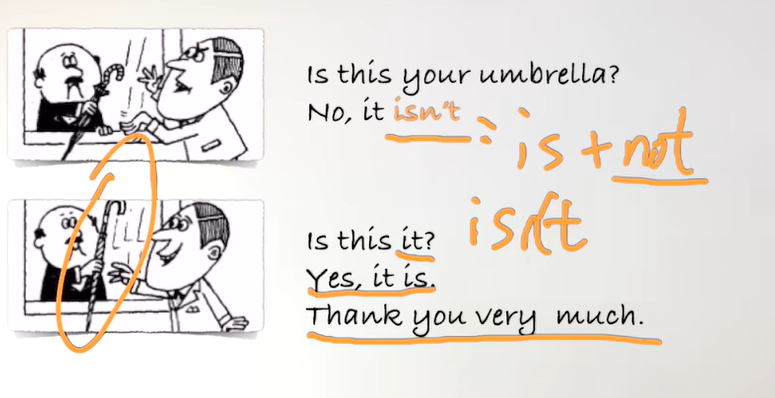 Is this your umbrella?
No, it isn't
= is + not
isn't
Is this it?
Yes, it is.
Thank you very much.